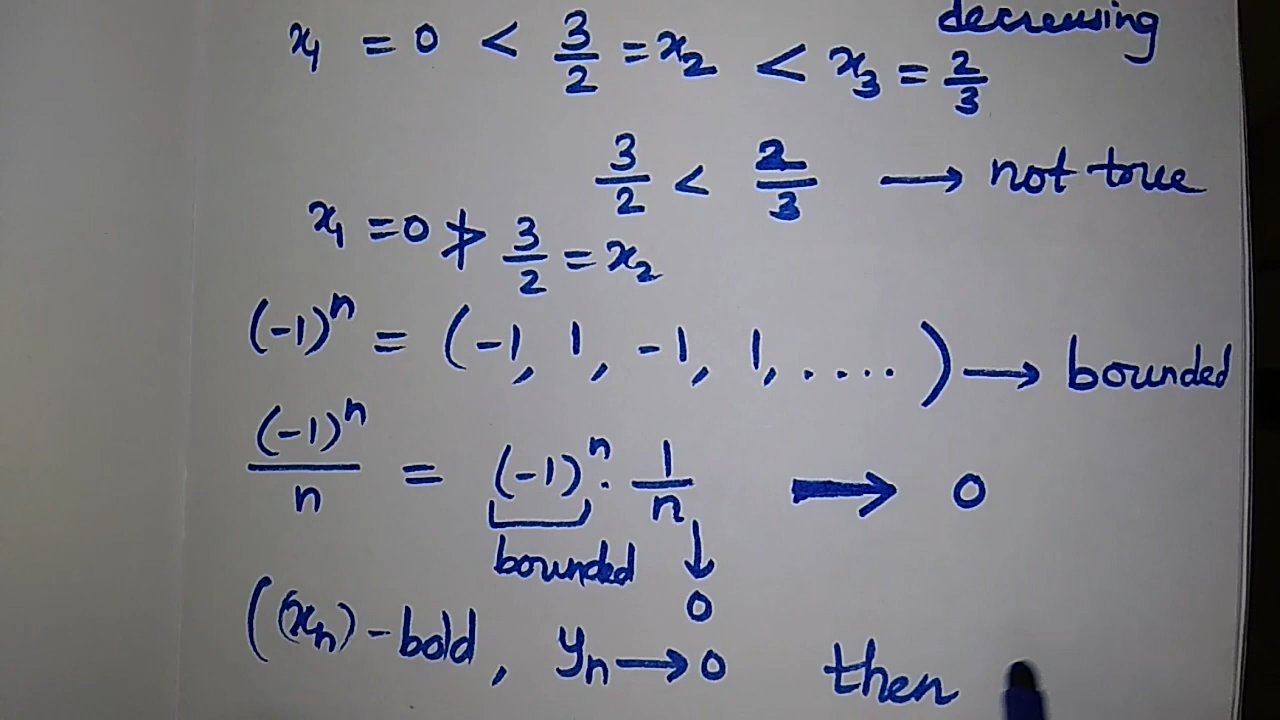 decreasing
x₁ = 0 < 3/2 = x₂ < x₃ = 2/3
3/2 < 2/3 → not true
x₁ = 0 ≯ 3/2 = x₂
(-1)ⁿ = (-1, 1, -1, 1, .....) → bounded
(-1)ⁿ/n = (-1)ⁿ · 1/n → 0
bounded ↓
0
((xₙ) - bdd, yₙ → 0 then